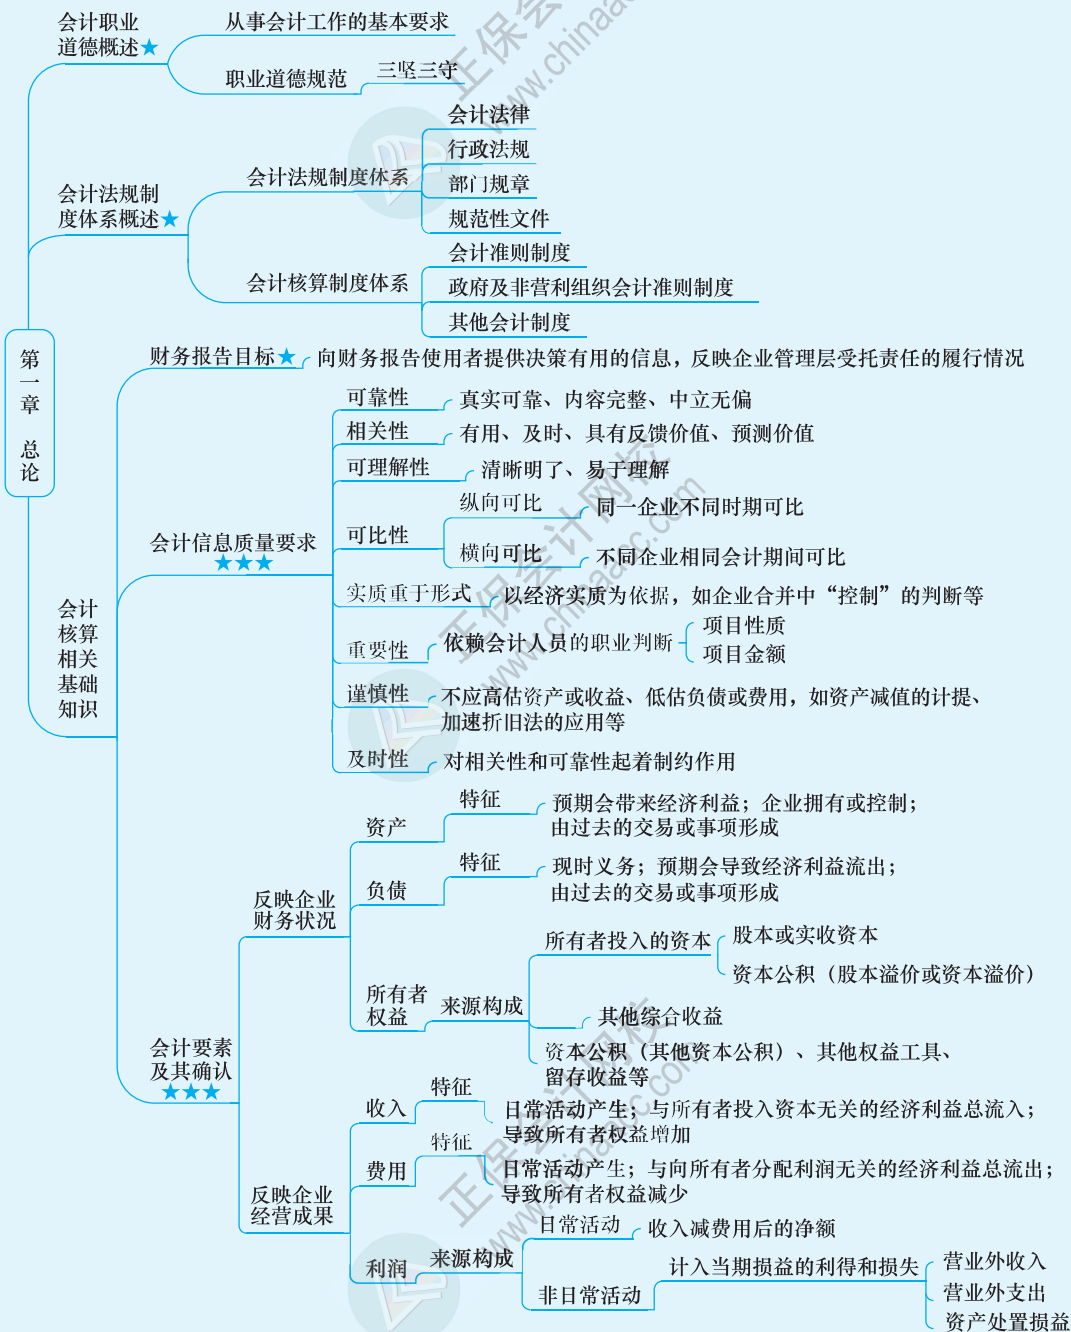 会计职业
道德概述★
从事会计工作的基本要求
职业道德规范
三坚三守
会计法规制
度体系概述★
会计法规制度体系
会计法律
行政法规
部门规章
规范性文件
会计核算制度体系
会计准则制度
政府及非营利组织会计准则制度
其他会计制度
第一章 总论
会计
核算
相关
基础
知识
财务报告目标★
向财务报告使用者提供决策有用的信息，反映企业管理层受托责任的履行情况
会计信息质量要求
★★★
可靠性
真实可靠、内容完整、中立无偏
相关性
有用、及时、具有反馈价值、预测价值
可理解性
清晰明了、易于理解
可比性
纵向可比
同一企业不同时期可比
横向可比
不同企业相同会计期间可比
实质重于形式
以经济实质为依据，如企业合并中“控制”的判断等
重要性
依赖会计人员的职业判断
项目性质
项目金额
谨慎性
不应高估资产或收益、低估负债或费用，如资产减值的计提、
加速折旧法的应用等
及时性
对相关性和可靠性起着制约作用
会计要素
及其确认
★★★
反映企业
财务状况
资产
特征
预期会带来经济利益；企业拥有或控制；
由过去的交易或事项形成
负债
特征
现时义务；预期会导致经济利益流出；
由过去的交易或事项形成
所有者
权益
来源构成
所有者投入的资本
股本或实收资本
资本公积（股本溢价或资本溢价）
其他综合收益
资本公积（其他资本公积）、其他权益工具、
留存收益等
反映企业
经营成果
收入
特征
日常活动产生；与所有者投入资本无关的经济利益总流入；
导致所有者权益增加
费用
特征
日常活动产生；与向所有者分配利润无关的经济利益总流出；
导致所有者权益减少
利润
来源构成
日常活动
收入减费用后的净额
非日常活动
计入当期损益的利得和损失
营业外收入
营业外支出
资产处置损益
正保会计网校
www.chinaacc.com
正保会计网校
www.chinaacc.com
正保会计网校
www.chinaacc.com